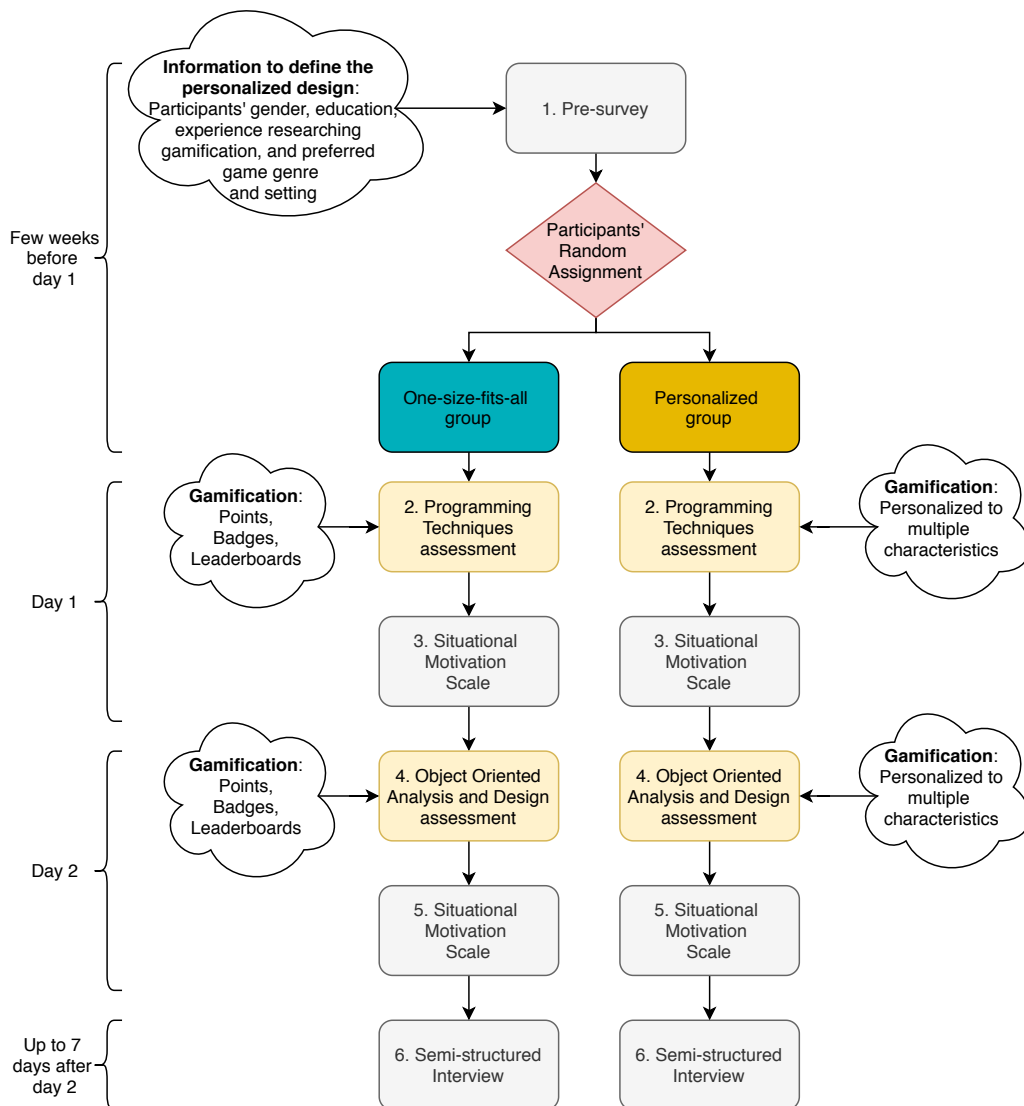 Information to define the
personalized design:
Participants' gender, education,
experience researching
gamification, and preferred
game genre
and setting
1. Pre-survey
Few weeks
before
day 1
Participants'
Random
Assignment
One-size-fits-all
group
Personalized
group
Day 1
Gamification:
Points,
Badges,
Leaderboards
2. Programming
Techniques
assessment
2. Programming
Techniques
assessment
Gamification:
Personalized to
multiple
characteristics
3. Situational
Motivation
Scale
3. Situational
Motivation
Scale
Day 2
Gamification:
Points,
Badges,
Leaderboards
4. Object Oriented
Analysis and Design
assessment
4. Object Oriented
Analysis and Design
assessment
Gamification:
Personalized to
multiple
characteristics
5. Situational
Motivation
Scale
5. Situational
Motivation
Scale
Up to 7
days after
day 2
6. Semi-structured
Interview
6. Semi-structured
Interview